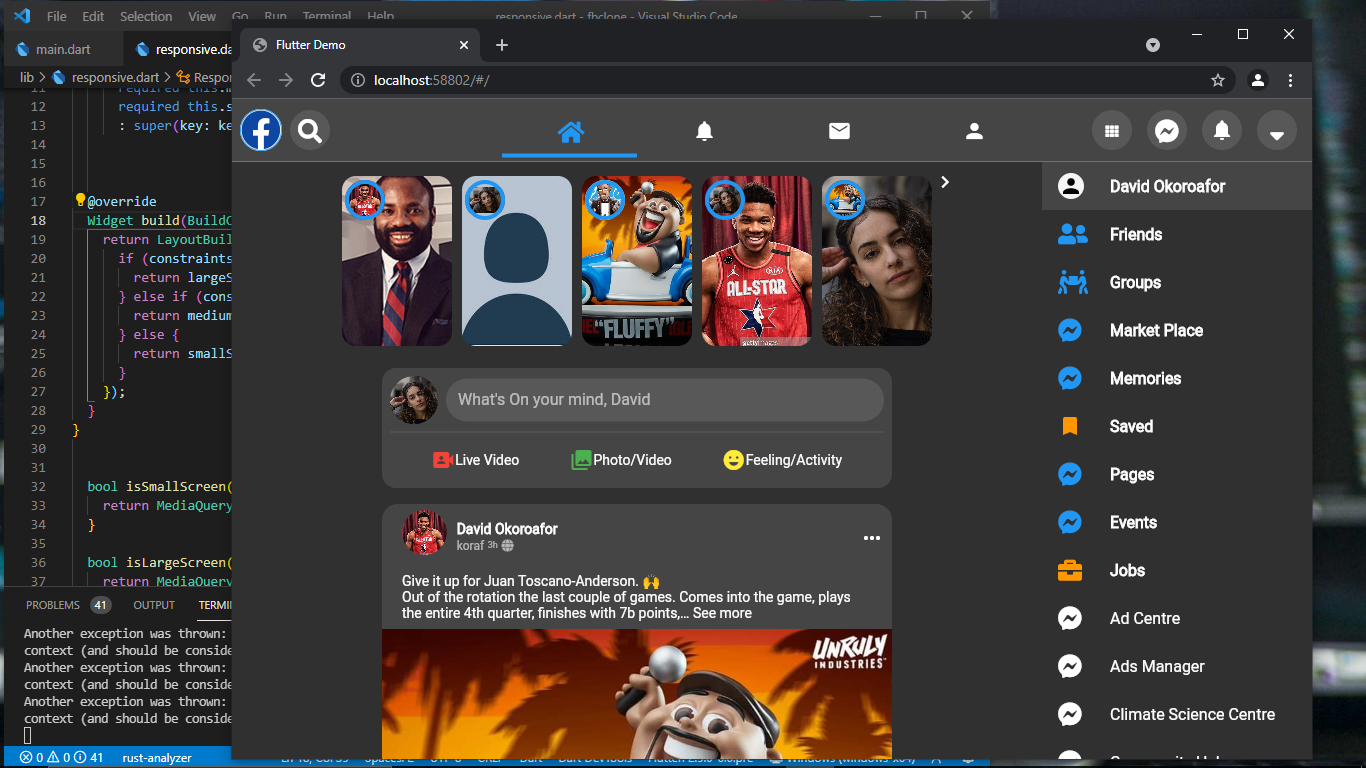 File Edit Selection View Go Run Terminal Help responsive.dart - fbclone - Visual Studio Code
main.dart
responsive.da
lib > responsive.dart > Respon
Flutter Demo
localhost:58802/#/
11 required this.m
12 required this.s
13 : super(key: ke
14
15
16
17 @override
18 Widget build(BuildC
19 return LayoutBuil
20 if (constraints
21 return largeS
22 } else if (cons
23 return medium
24 } else {
25 return smallS
26 }
27 });
28 }
29 }
30
31
32 bool isSmallScreen(
33 return MediaQuery
34 }
35
36 bool isLargeScreen(
37 return MediaQuery
PROBLEMS 41 OUTPUT TERMI
Another exception was thrown:
context (and should be conside
Another exception was thrown:
context (and should be conside
Another exception was thrown:
context (and should be conside
0 0 41 rust-analyzer
ALL-STAR
KIA
"FLUFFY"
gettyimages
What's On your mind, David
Live Video
Photo/Video
Feeling/Activity
David Okoroafor
koraf 3h
Give it up for Juan Toscano-Anderson. 🙌
Out of the rotation the last couple of games. Comes into the game, plays
the entire 4th quarter, finishes with 7b points,... See more
UNRULY
INDUSTRIES
David Okoroafor
Friends
Groups
Market Place
Memories
Saved
Pages
Events
Jobs
Ad Centre
Ads Manager
Climate Science Centre